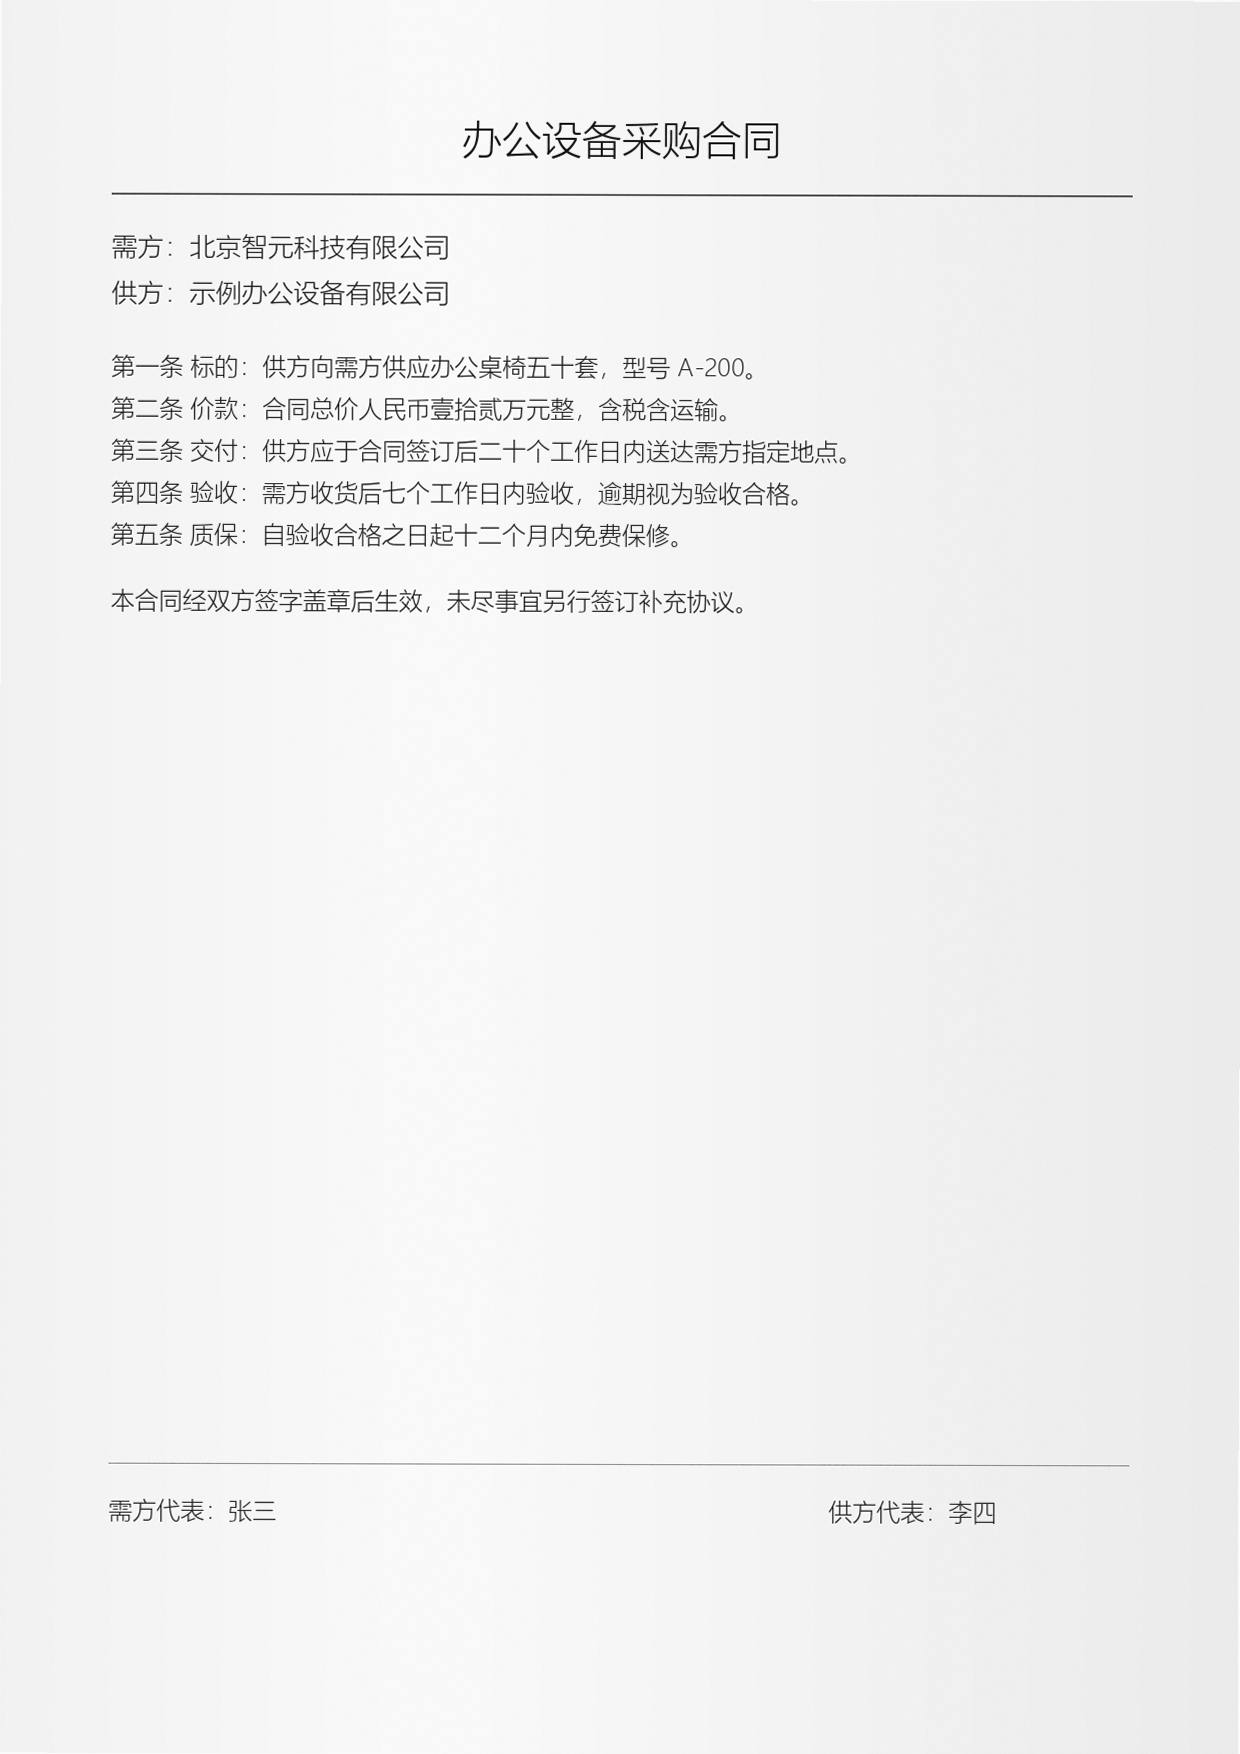 办公设备采购合同
需方：北京智元科技有限公司
供方：示例办公设备有限公司
第一条 标的：供方向需方供应办公桌椅五十套，型号 A-200。
第二条 价款：合同总价人民币壹拾贰万元整，含税含运输。
第三条 交付：供方应于合同签订后二十个工作日内送达需方指定地点。
第四条 验收：需方收货后七个工作日内验收，逾期视为验收合格。
第五条 质保：自验收合格之日起十二个月内免费保修。
本合同经双方签字盖章后生效，未尽事宜另行签订补充协议。
需方代表：张三
供方代表：李四